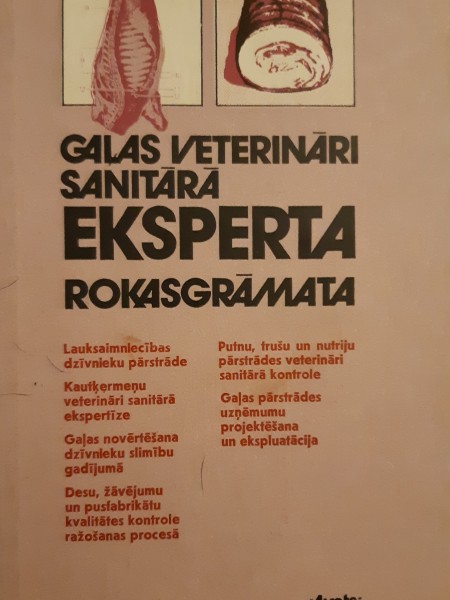 GAĻAS VETERINĀRI
SANITĀRĀ
EKSPERTA
ROKASGRĀMATA
Lauksaimniecības
dzīvnieku pārstrāde
Kautķermeņu
veterināri sanitārā
ekspertīze
Gaļas novērtēšana
dzīvnieku slimību
gadījumā
Desu, žāvējumu
un pusfabrikātu
kvalitātes kontrole
ražošanas procesā
Putnu, trušu un nutriju
pārstrādes veterināri
sanitārā kontrole
Gaļas pārstrādes
uzņēmumu
projektēšana
un ekspluatācija